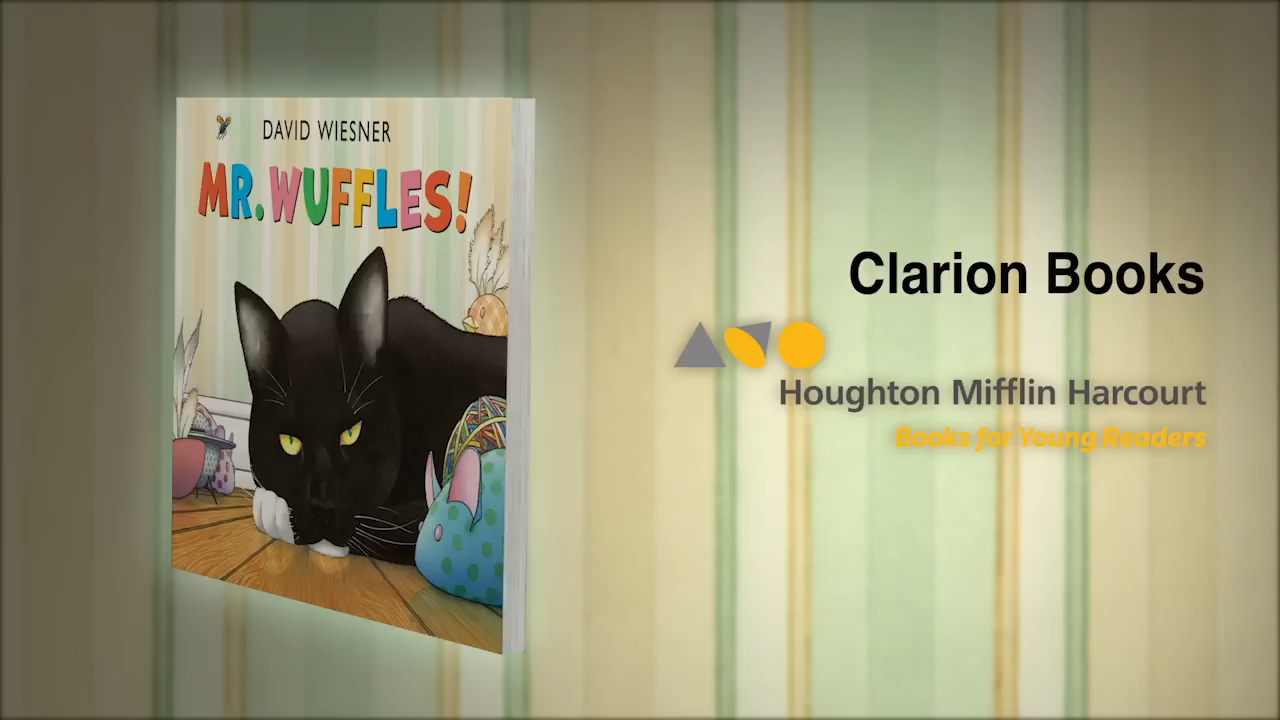 DAVID WIESNER
MR. WUFFLES!
Clarion Books
Houghton Mifflin Harcourt
Books for Young Readers